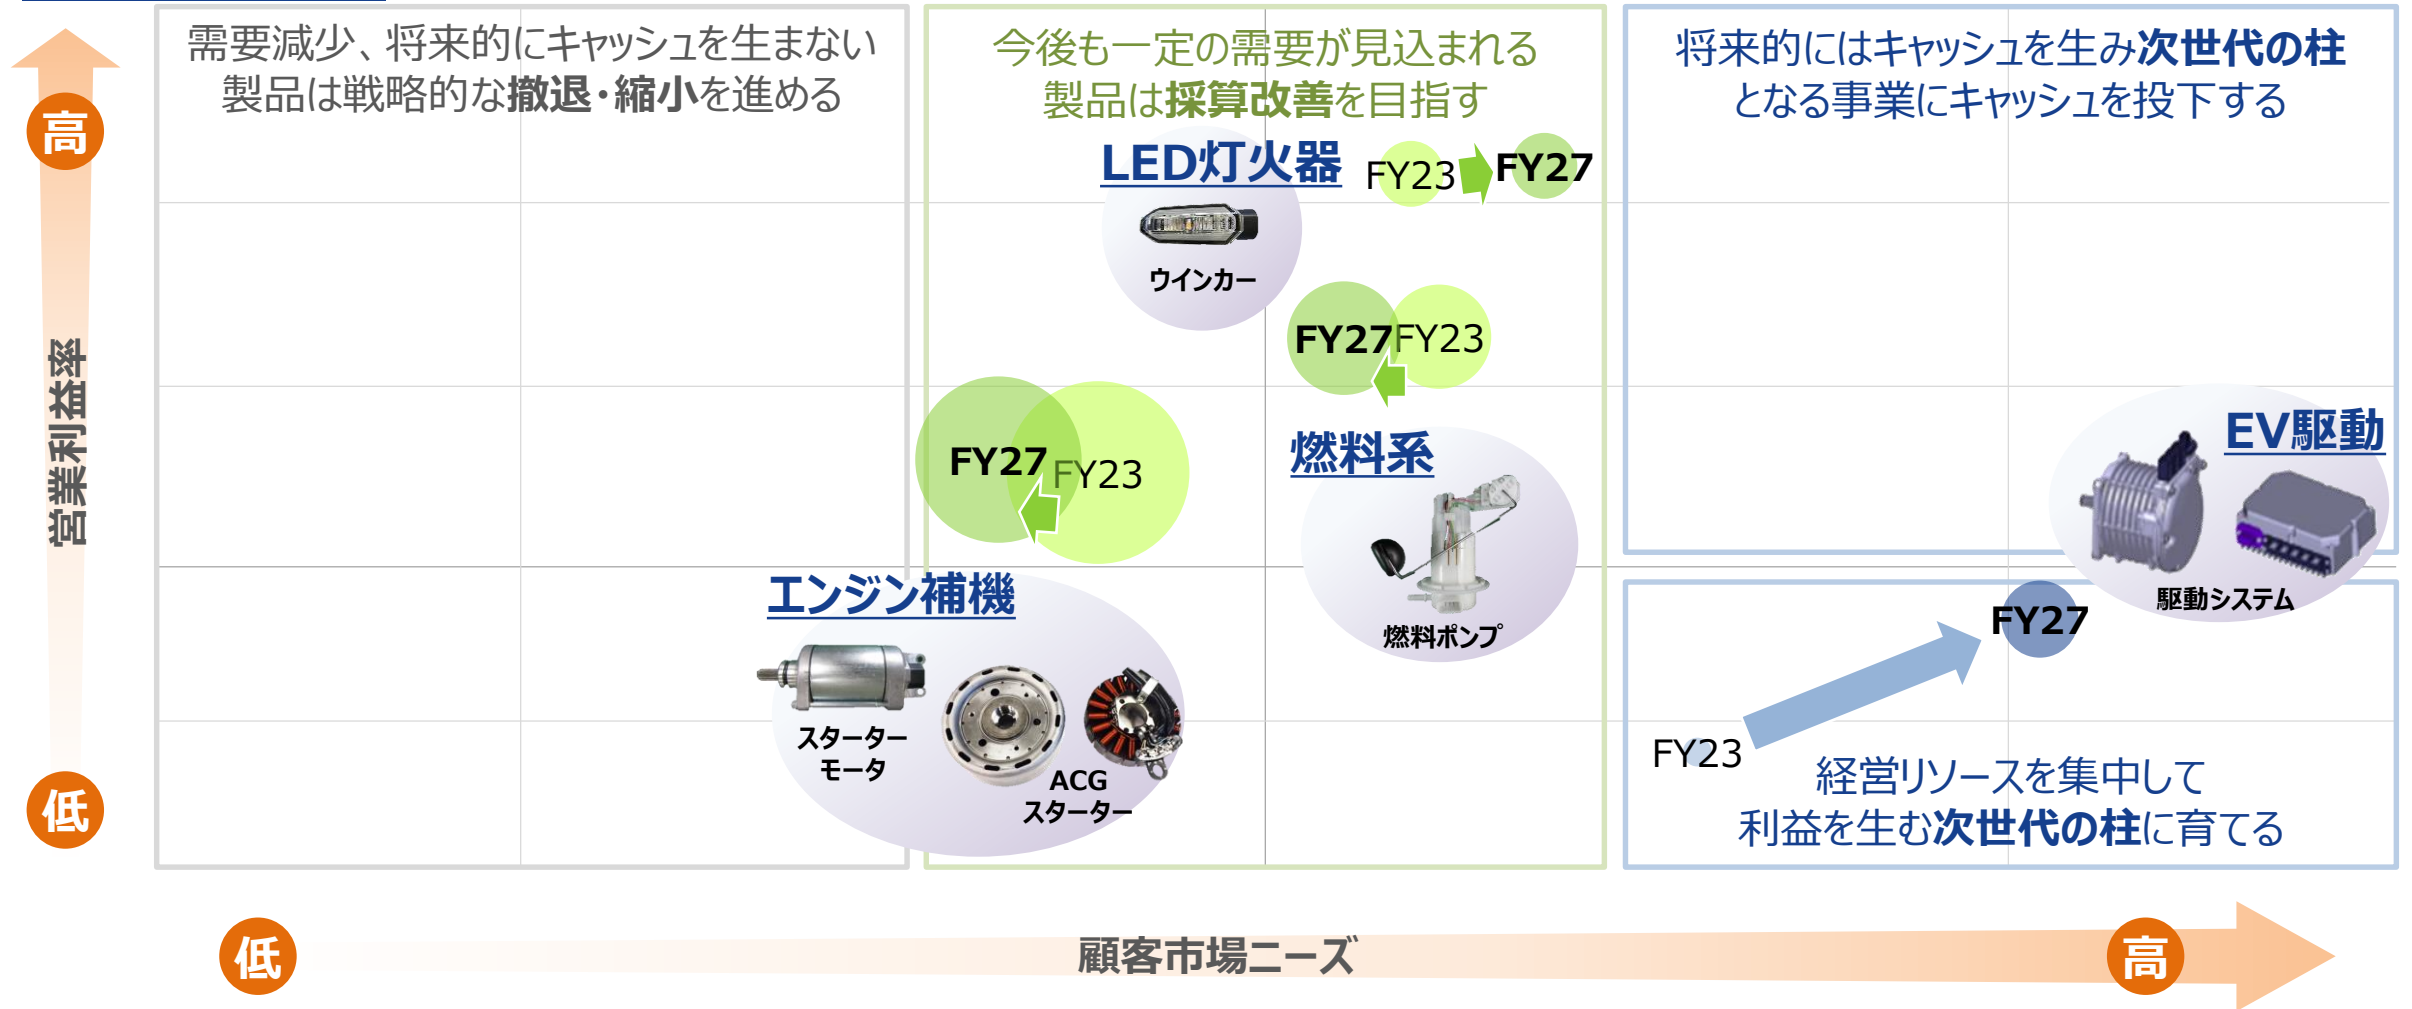 需要減少、将来的にキャッシュを生まない
製品は戦略的な撤退・縮小を進める
今後も一定の需要が見込まれる
製品は採算改善を目指す
将来的にはキャッシュを生み次世代の柱
となる事業にキャッシュを投下する
高
営業利益率
低
LED灯火器
ウインカー
FY23
FY27
FY27
FY23
FY27
FY23
燃料系
燃料ポンプ
エンジン補機
スターター
モータ
ACG
スターター
EV駆動
駆動システム
FY27
FY23
経営リソースを集中して
利益を生む次世代の柱に育てる
低
顧客市場ニーズ
高